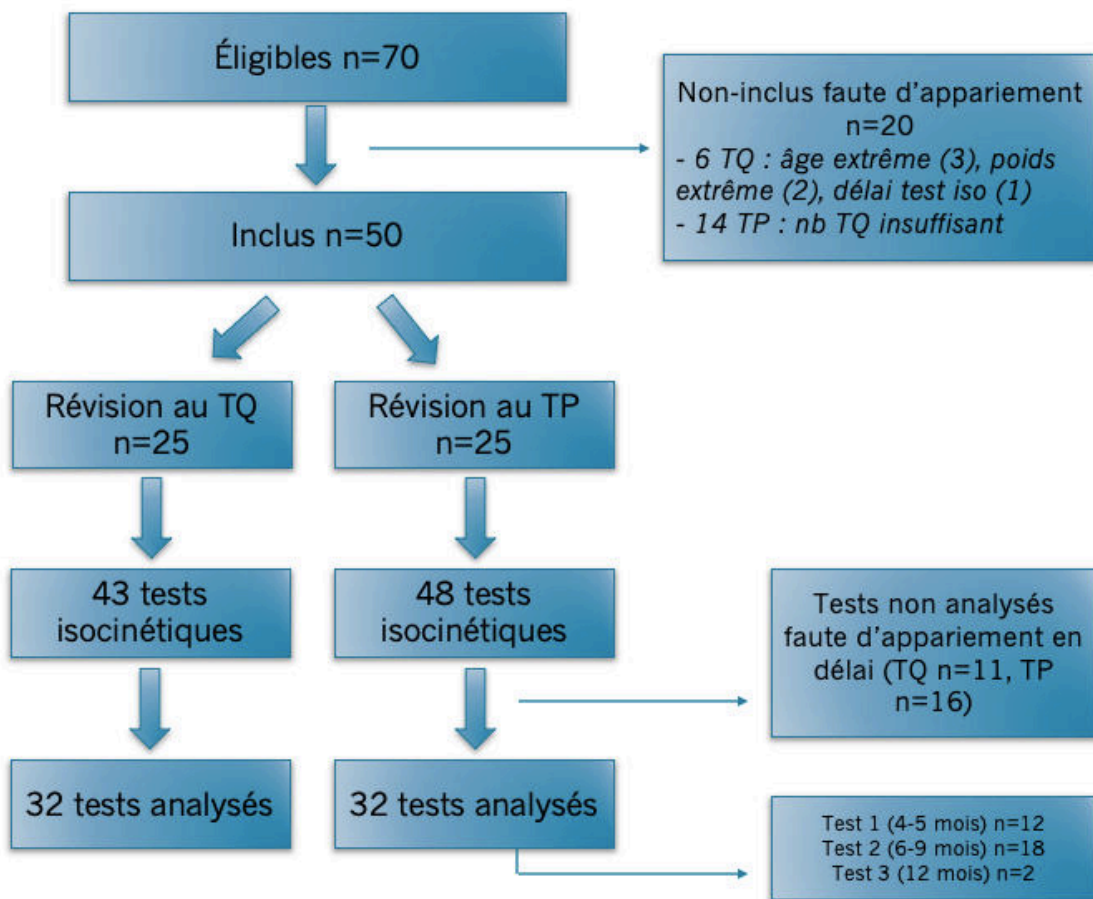 Éligibles n=70
Non-inclus faute d'appariement
n=20
- 6 TQ : âge extrême (3), poids
extrême (2), délai test iso (1)
- 14 TP : nb TQ insuffisant
Inclus n=50
Révision au TQ
n=25
Révision au TP
n=25
43 tests
isocinétiques
48 tests
isocinétiques
Tests non analysés
faute d'appariement en
délai (TQ n=11, TP
n=16)
32 tests analysés
32 tests analysés
Test 1 (4-5 mois) n=12
Test 2 (6-9 mois) n=18
Test 3 (12 mois) n=2